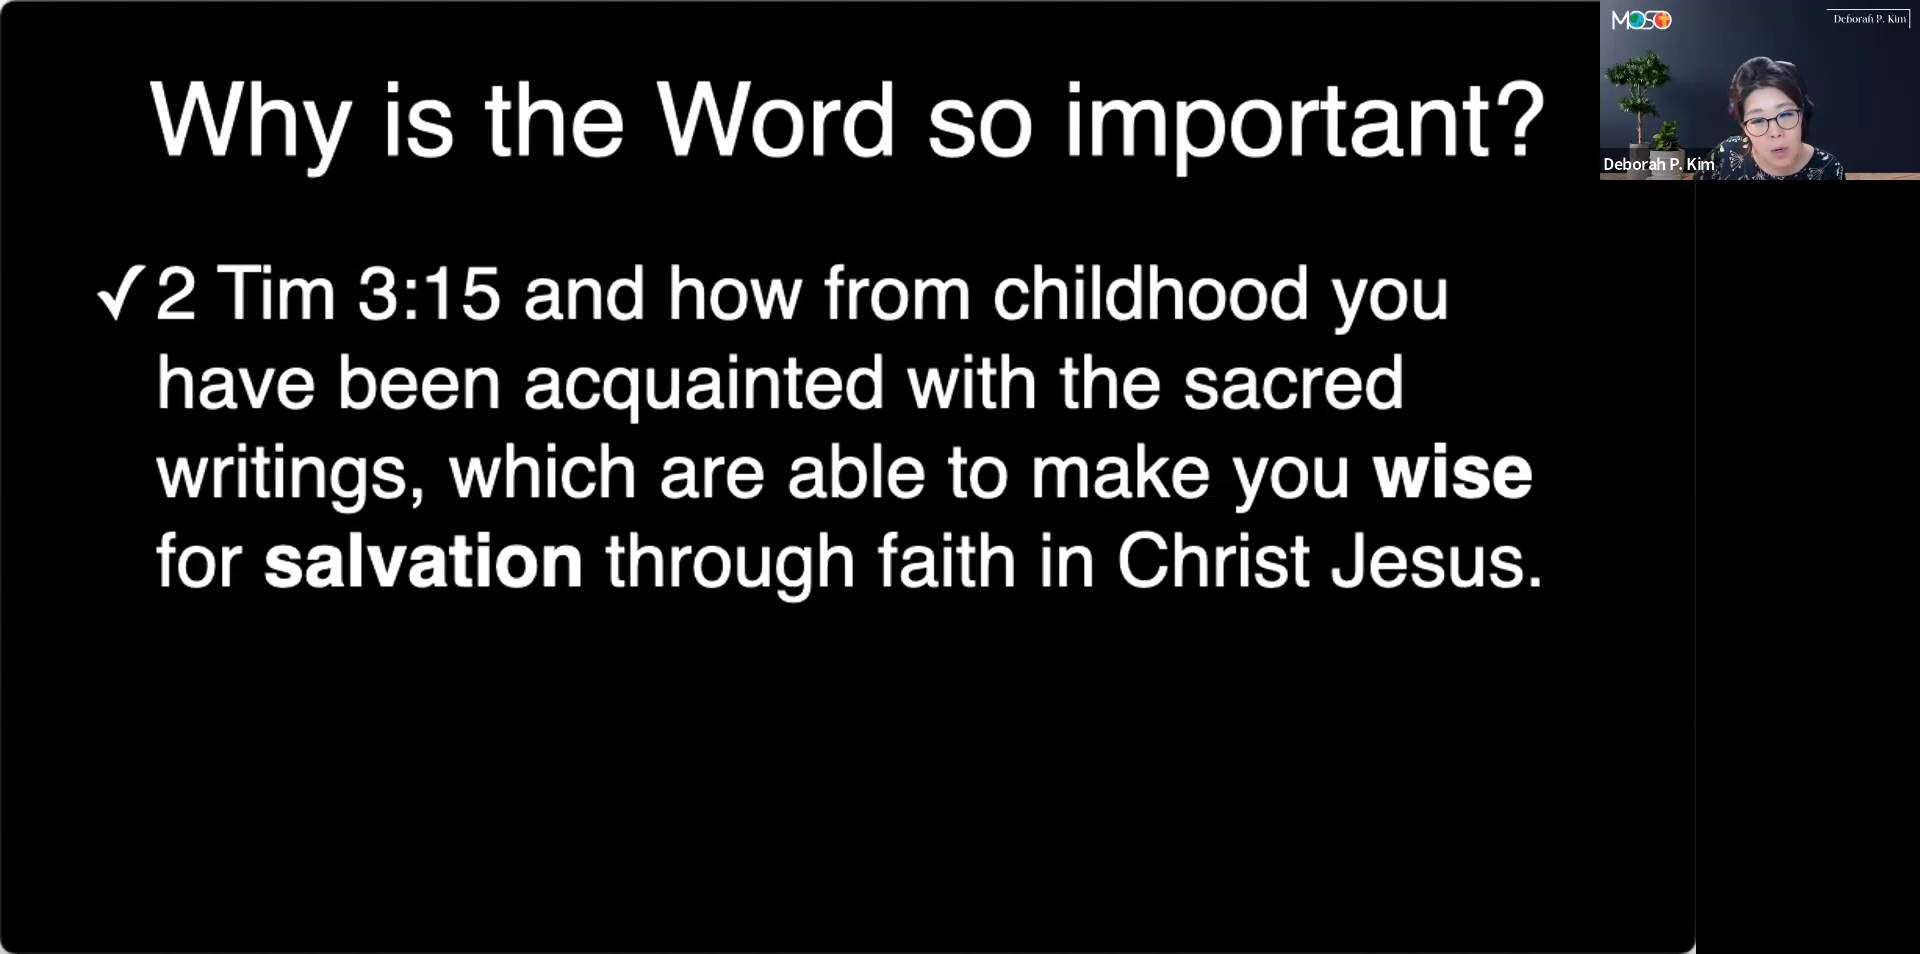 Why is the Word so important?
✓2 Tim 3:15 and how from childhood you
have been acquainted with the sacred
writings, which are able to make you wise
for salvation through faith in Christ Jesus.
MOSO
Deborah P. Kim
Deborah P. Kim